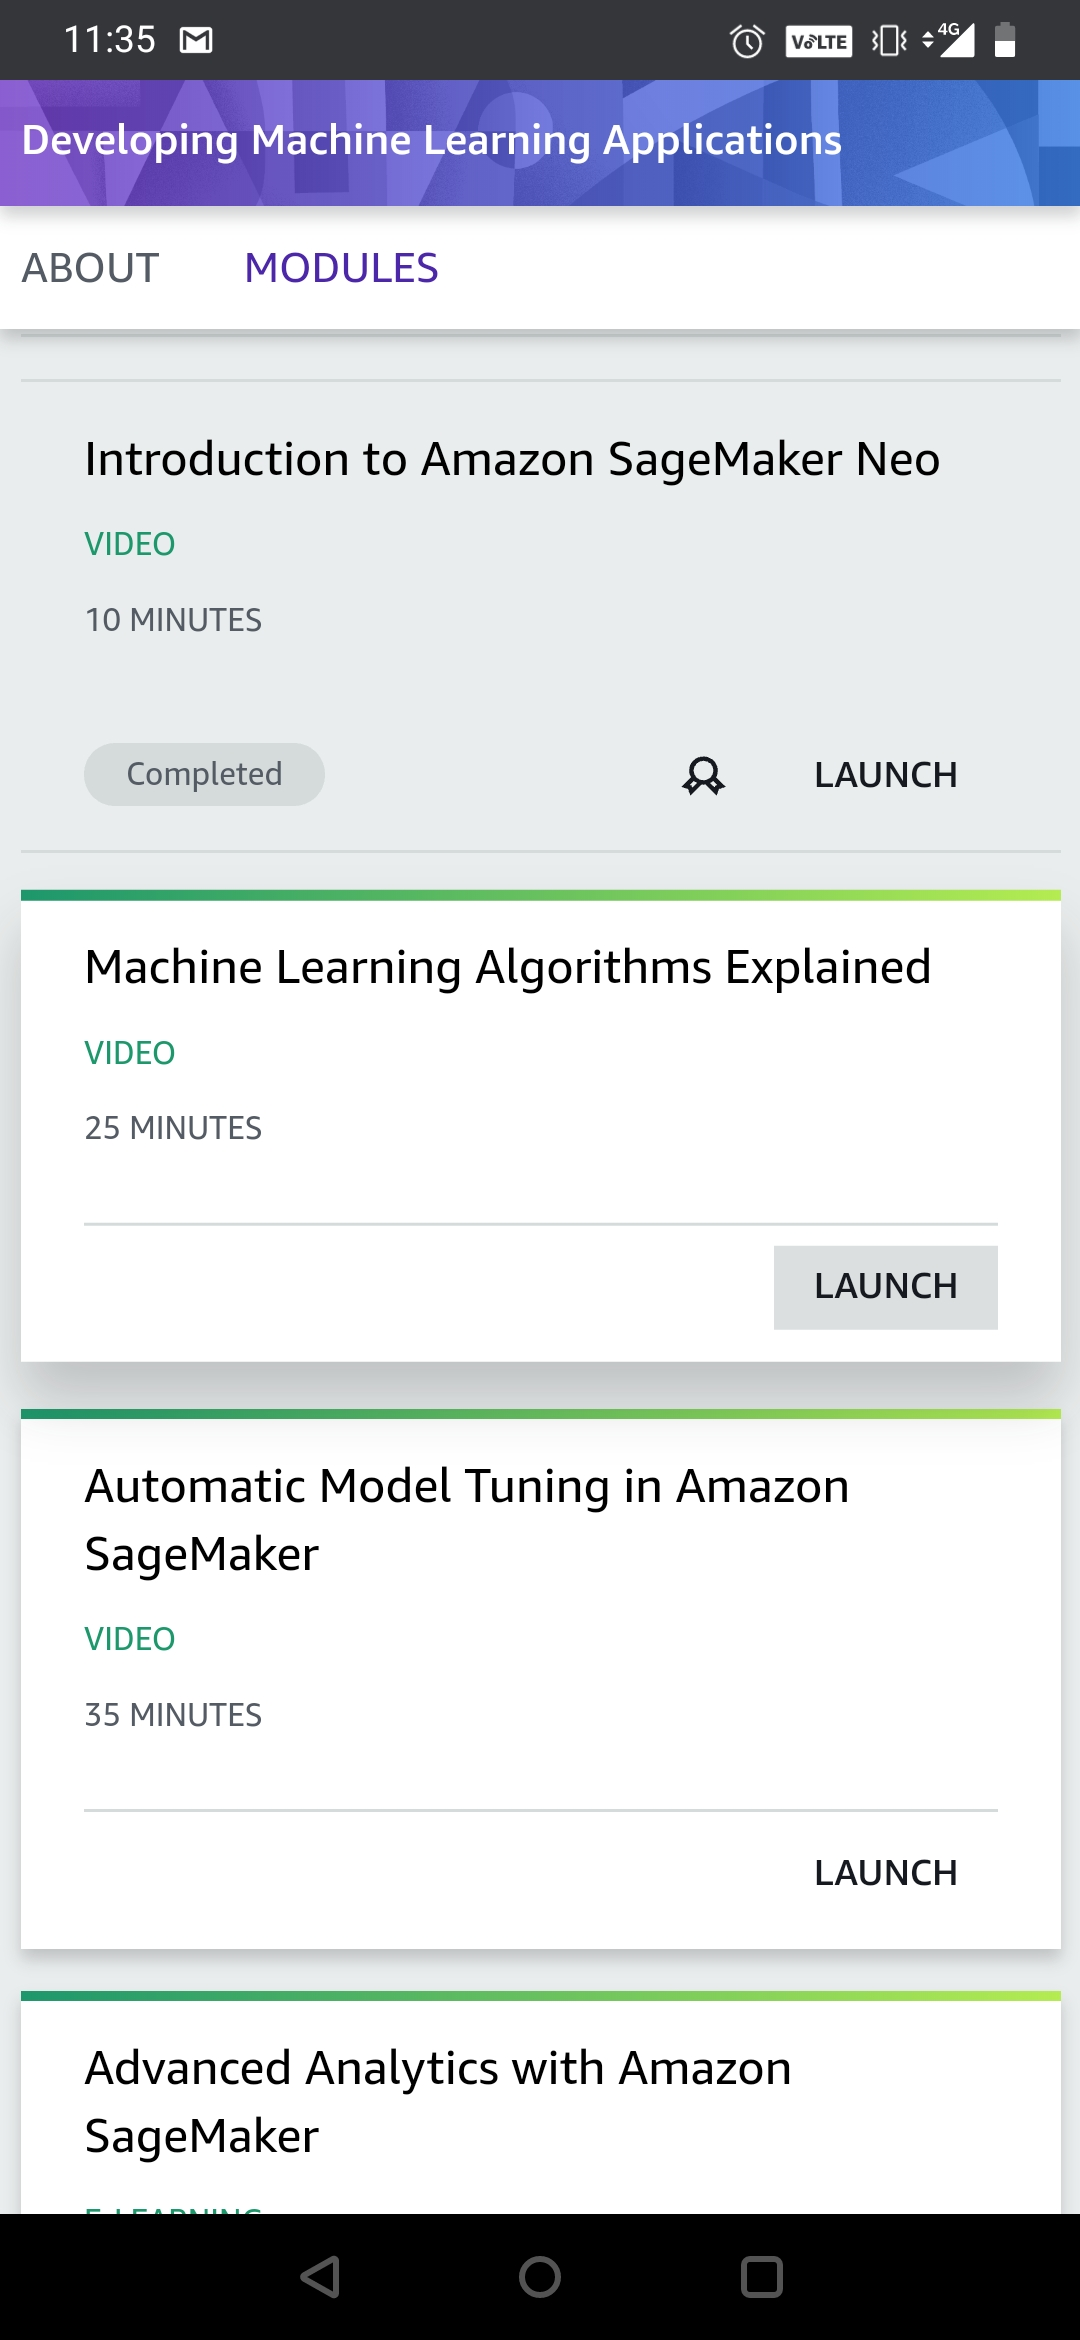 11:35
VoLTE
4G
Developing Machine Learning Applications
ABOUT
MODULES
Introduction to Amazon SageMaker Neo
VIDEO
10 MINUTES
Completed
LAUNCH
Machine Learning Algorithms Explained
VIDEO
25 MINUTES
LAUNCH
Automatic Model Tuning in Amazon
SageMaker
VIDEO
35 MINUTES
LAUNCH
Advanced Analytics with Amazon
SageMaker
E-LEARNING